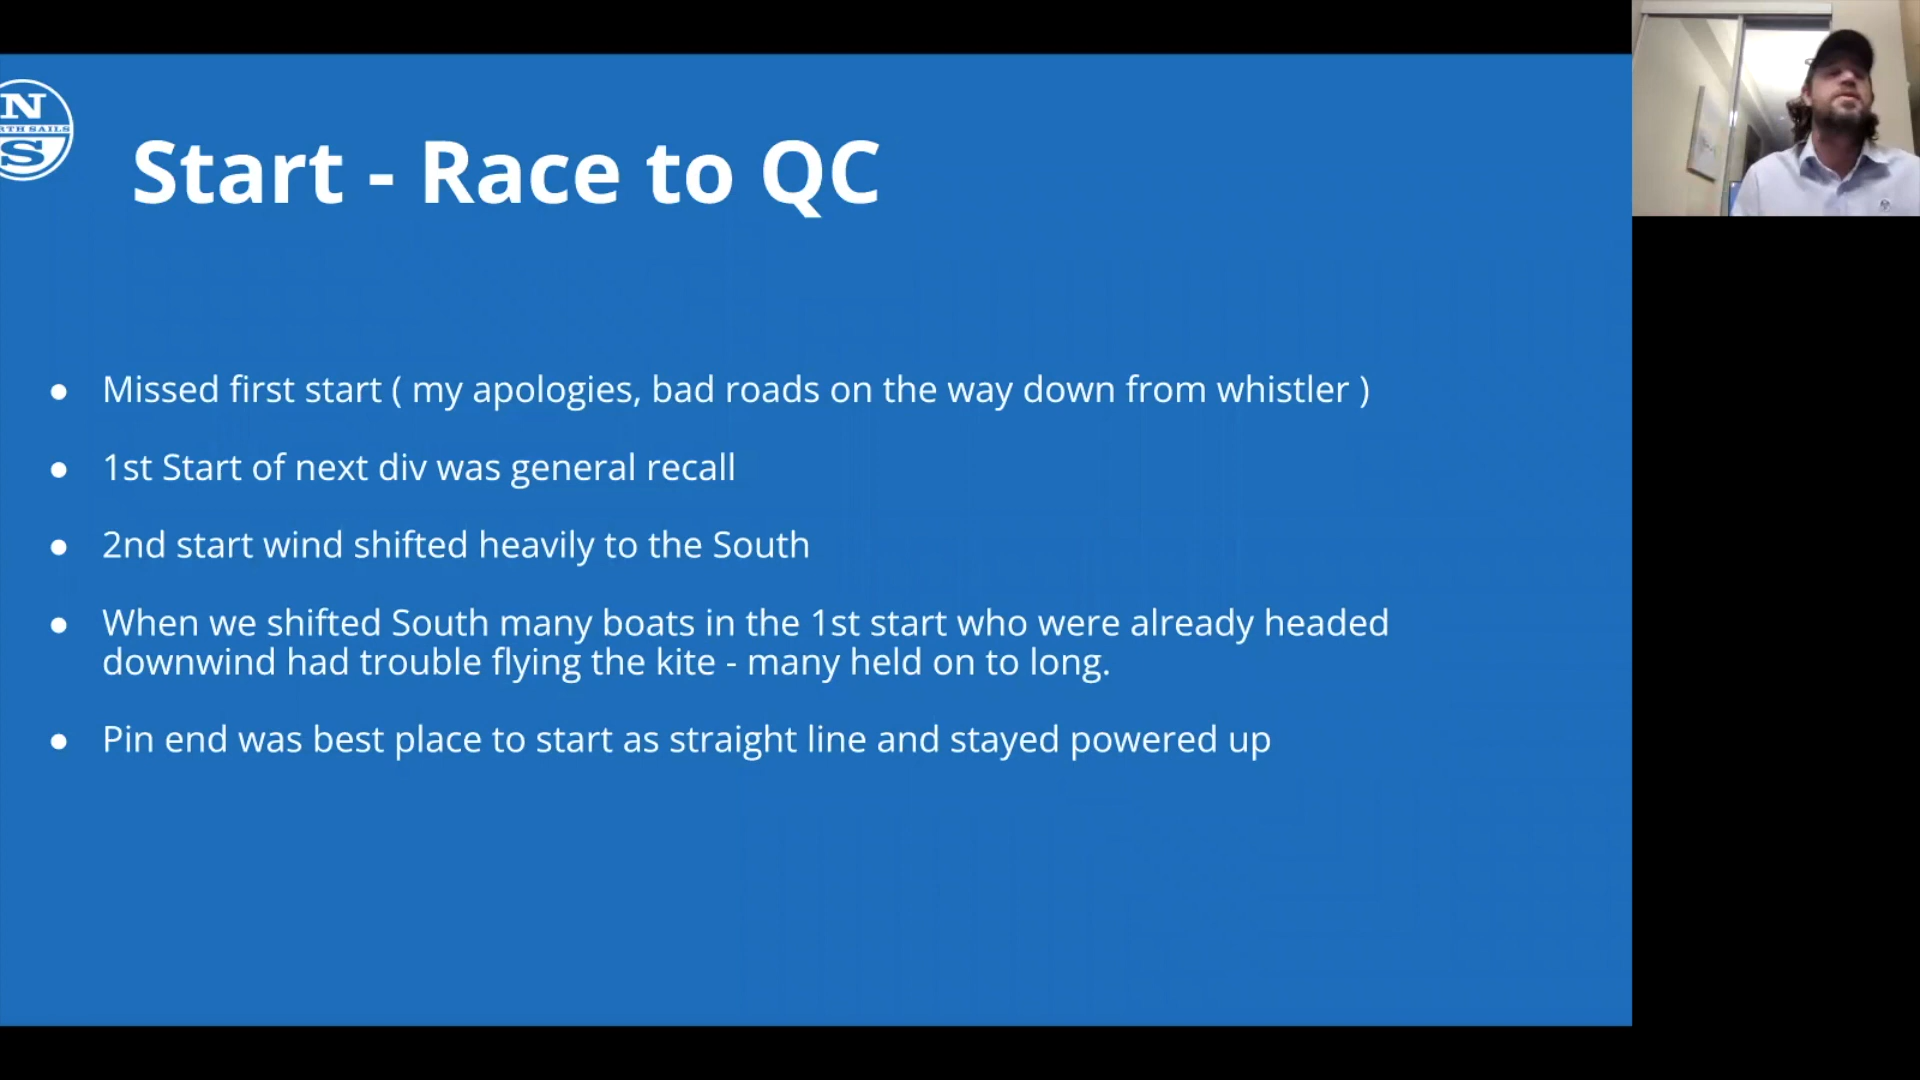 N
RTH SAILS
S
Start - Race to QC
● Missed first start ( my apologies, bad roads on the way down from whistler )
● 1st Start of next div was general recall
● 2nd start wind shifted heavily to the South
● When we shifted South many boats in the 1st start who were already headed
downwind had trouble flying the kite - many held on to long.
● Pin end was best place to start as straight line and stayed powered up